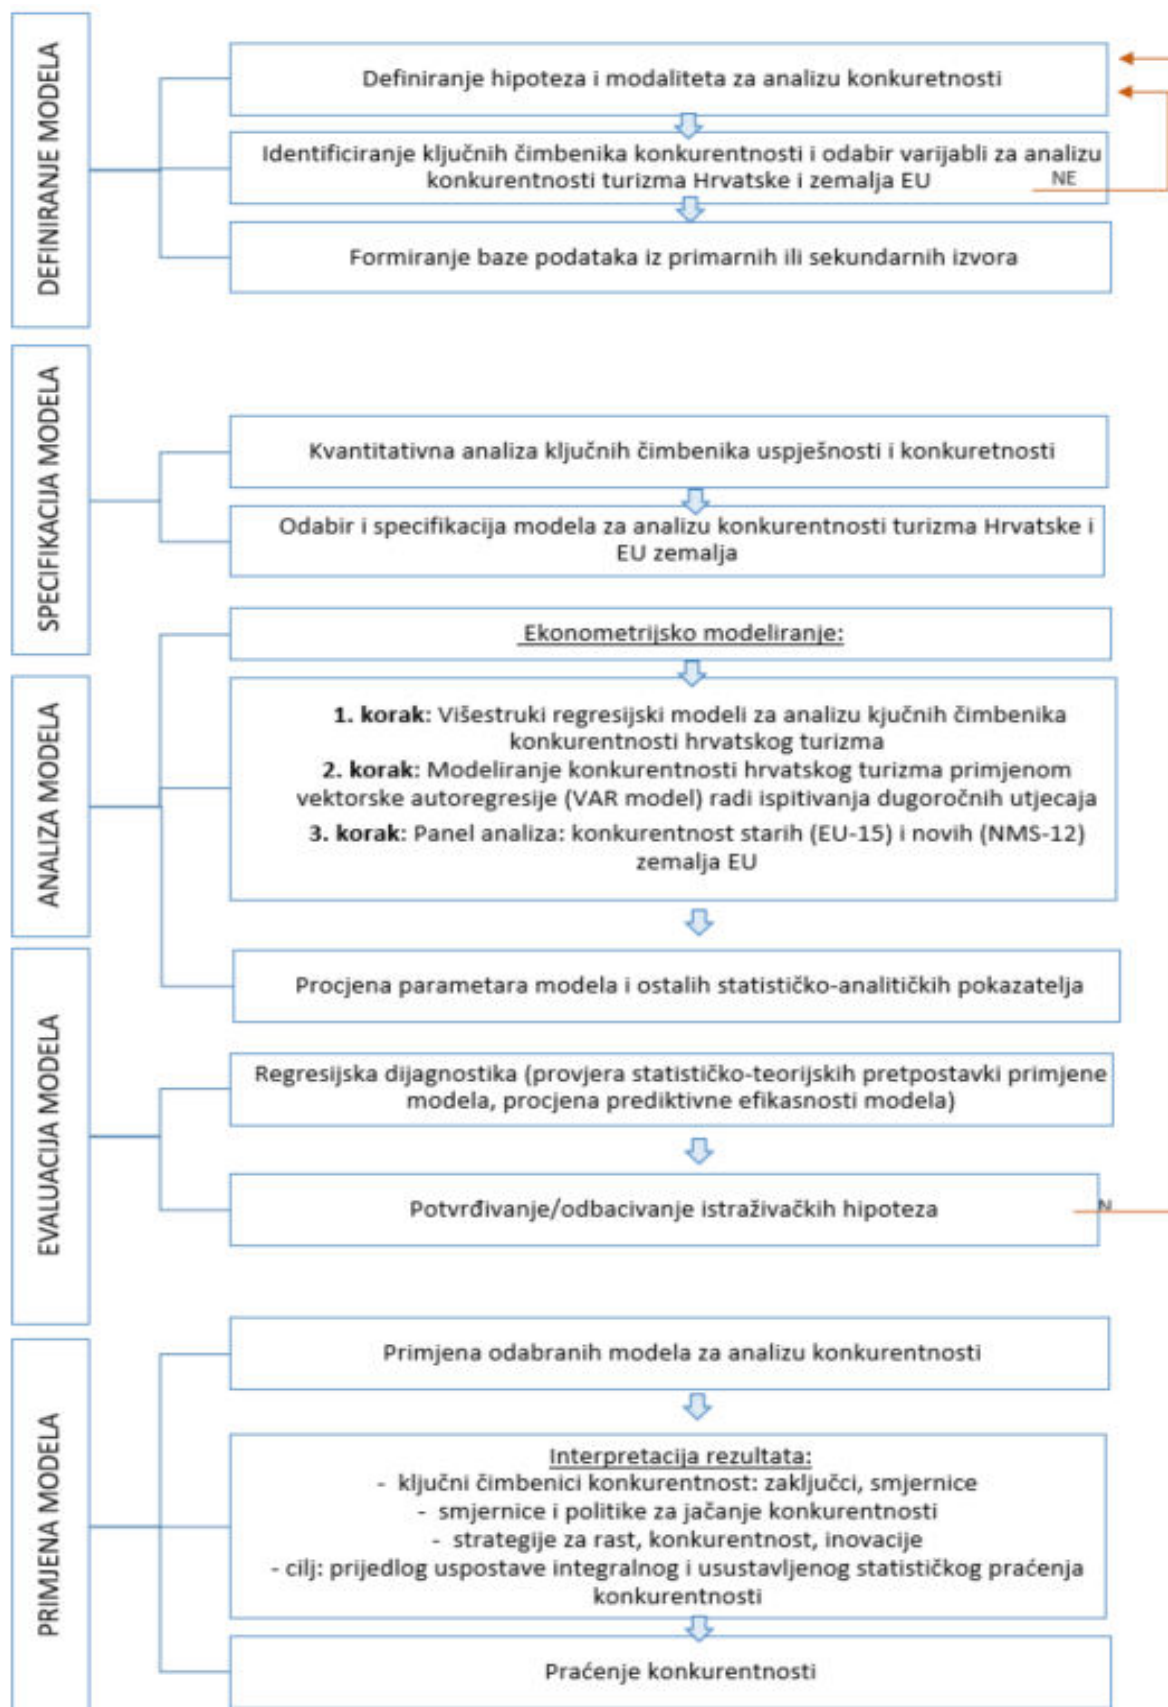 DEFINIRANJE MODELA
Definiranje hipoteza i modaliteta za analizu konkuretnosti
Identificiranje ključnih čimbenika konkurentnosti i odabir varijabli za analizu
konkurentnosti turizma Hrvatske i zemalja EU
NE
Formiranje baze podataka iz primarnih ili sekundarnih izvora
SPECIFIKACIJA MODELA
Kvantitativna analiza ključnih čimbenika uspješnosti i konkuretnosti
Odabir i specifikacija modela za analizu konkurentnosti turizma Hrvatske i
EU zemalja
ANALIZA MODELA
Ekonometrijsko modeliranje:
1. korak: Višestruki regresijski modeli za analizu kjučnih čimbenika
konkurentnosti hrvatskog turizma
2. korak: Modeliranje konkurentnosti hrvatskog turizma primjenom
vektorske autoregresije (VAR model) radi ispitivanja dugoročnih utjecaja
3. korak: Panel analiza: konkurentnost starih (EU-15) i novih (NMS-12)
zemalja EU
Procjena parametara modela i ostalih statističko-analitičkih pokazatelja
EVALUACIJA MODELA
Regresijska dijagnostika (provjera statističko-teorijskih pretpostavki primjene
modela, procjena prediktivne efikasnosti modela)
Potvrđivanje/odbacivanje istraživačkih hipoteza
N
PRIMJENA MODELA
Primjena odabranih modela za analizu konkurentnosti
Interpretacija rezultata:
- ključni čimbenici konkurentnost: zaključci, smjernice
- smjernice i politike za jačanje konkurentnosti
- strategije za rast, konkurentnost, inovacije
- cilj: prijedlog uspostave integralnog i usustavljenog statističkog praćenja
konkurentnosti
Praćenje konkurentnosti